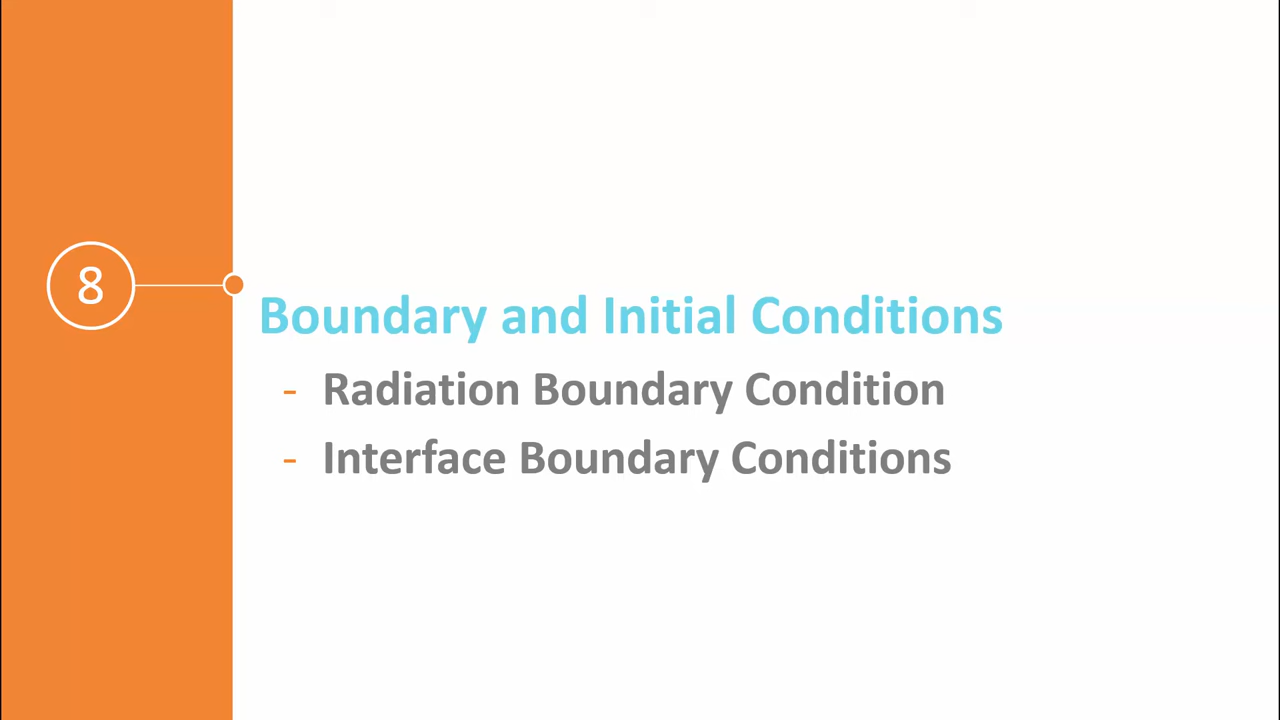 8
Boundary and Initial Conditions
- Radiation Boundary Condition
- Interface Boundary Conditions